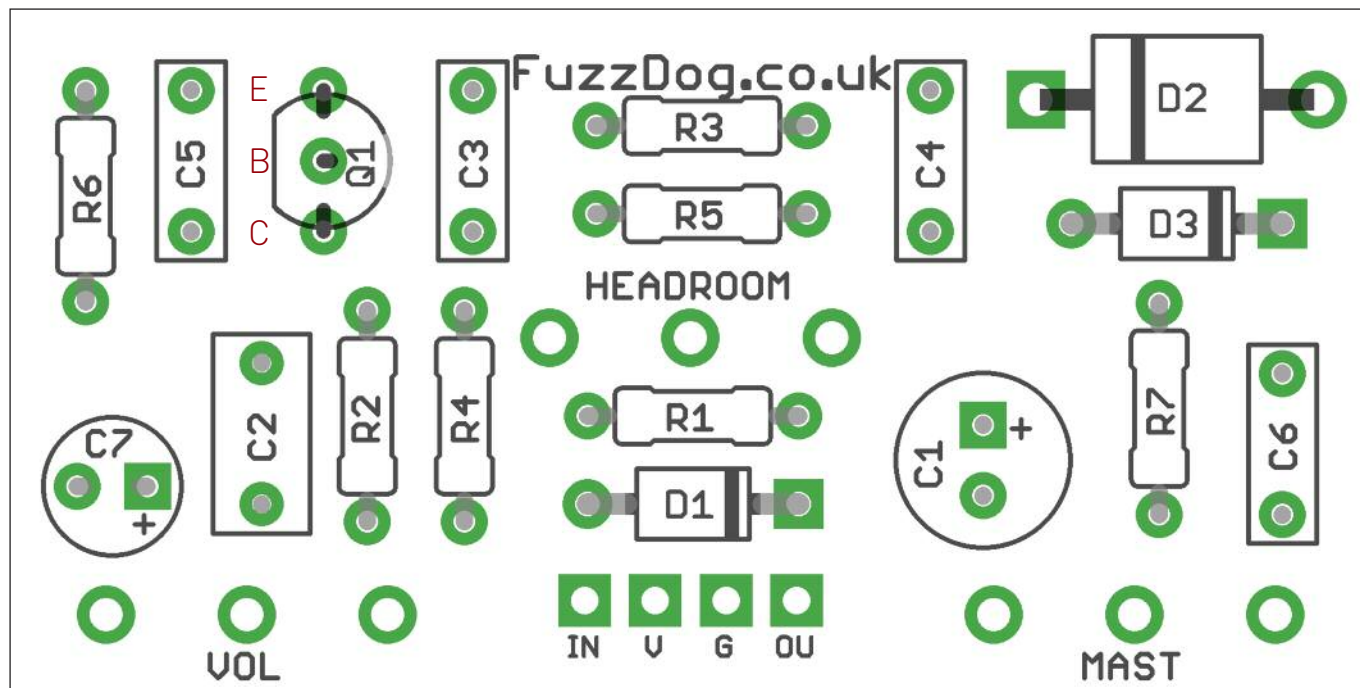 FuzzDog.co.uk
E
B
C
R6
C5
Q1
C3
R3
R5
C4
D2
D3
HEADROOM
C7
+
C2
R2
R4
R1
D1
C1
+
R7
C6
IN V G OU
VOL
MAST